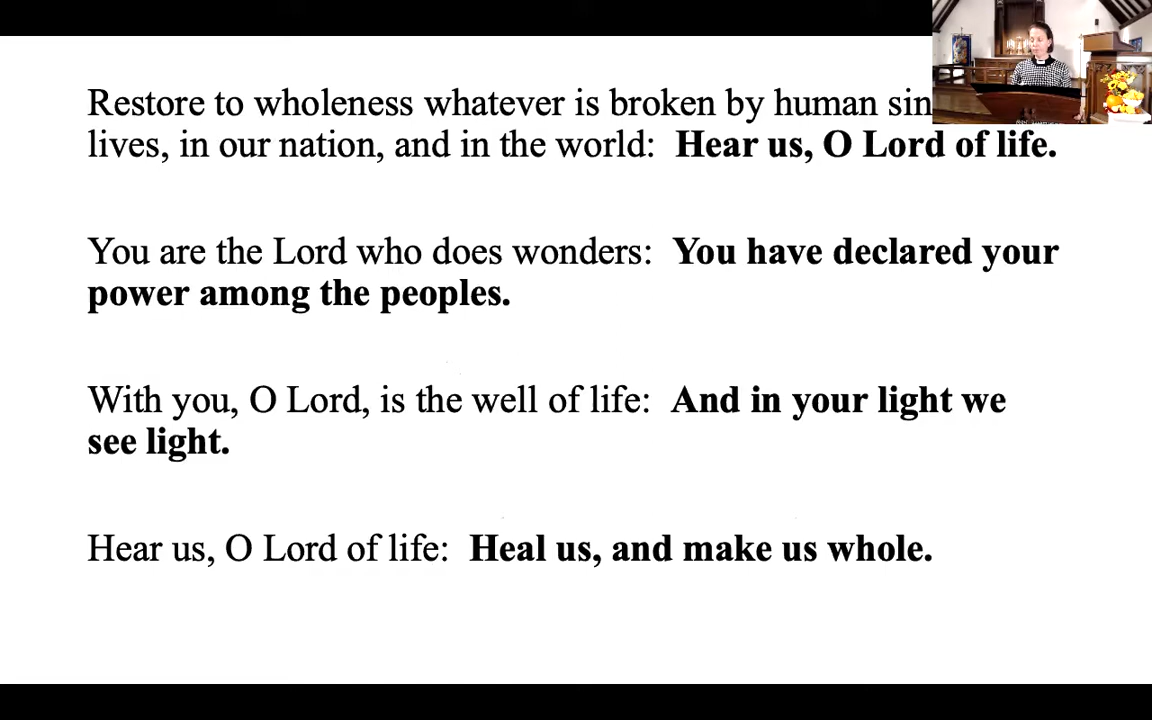 Restore to wholeness whatever is broken by human sin
lives, in our nation, and in the world: Hear us, O Lord of life.
You are the Lord who does wonders: You have declared your
power among the peoples.
With you, O Lord, is the well of life: And in your light we
see light.
Hear us, O Lord of life: Heal us, and make us whole.